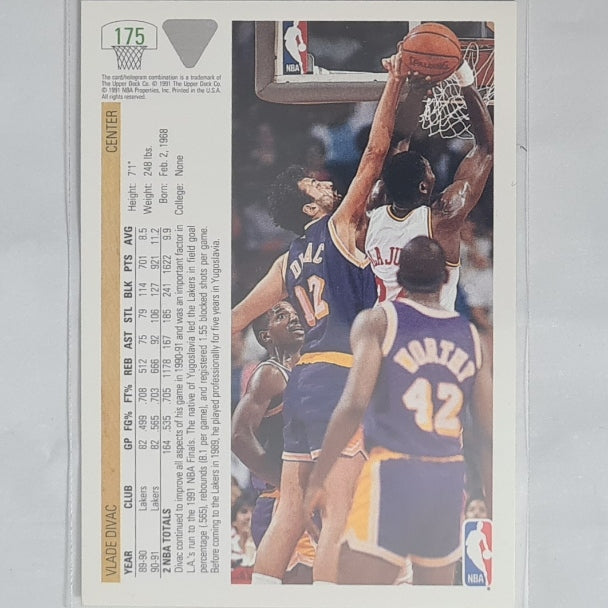 175
The card/hologram combination is a trademark of
The Upper Deck Co. © 1991 The Upper Deck Co.
© 1991 NBA Properties, Inc. Printed in the U.S.A.
All rights reserved.
VLADE DIVAC CENTER
Height: 7'1"
Weight: 248 lbs.
Born: Feb. 2, 1968
College: None
YEAR CLUB GP FG% FT% REB AST STL BLK PTS AVG
89-90 Lakers 82 .499 .708 512 75 79 114 701 8.5
90-91 Lakers 82 .565 .703 666 92 106 127 921 11.2
2 NBA TOTALS 164 .535 .705 1178 167 185 241 1622 9.9
Divac continued to improve all aspects of his game in 1990-91 and was an important factor in
L.A.'s run to the 1991 NBA Finals. The native of Yugoslavia led the Lakers in field goal
percentage (.565), rebounds (8.1 per game), and registered 1.55 blocked shots per game.
Before coming to the Lakers in 1989, he played professionally for five years in Yugoslavia.
NBA
SPALDING
DIVAC
12
LAJU
WORTHY
42
NBA